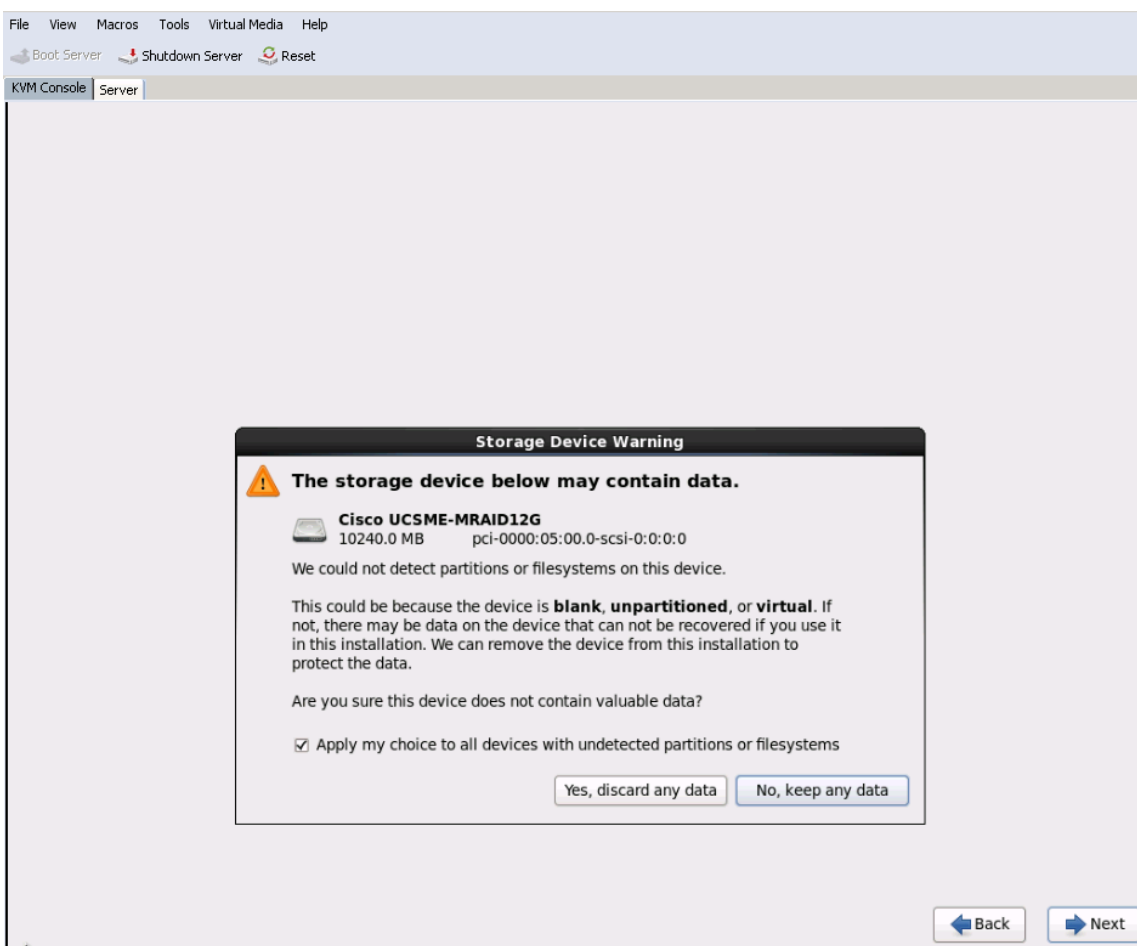 File View Macros Tools Virtual Media Help
Boot Server Shutdown Server Reset
KVM Console Server
Storage Device Warning
The storage device below may contain data.
Cisco UCSME-MRAID12G
10240.0 MB pci-0000:05:00.0-scsi-0:0:0:0
We could not detect partitions or filesystems on this device.
This could be because the device is blank, unpartitioned, or virtual. If
not, there may be data on the device that can not be recovered if you use it
in this installation. We can remove the device from this installation to
protect the data.
Are you sure this device does not contain valuable data?
Apply my choice to all devices with undetected partitions or filesystems
Yes, discard any data No, keep any data
Back Next